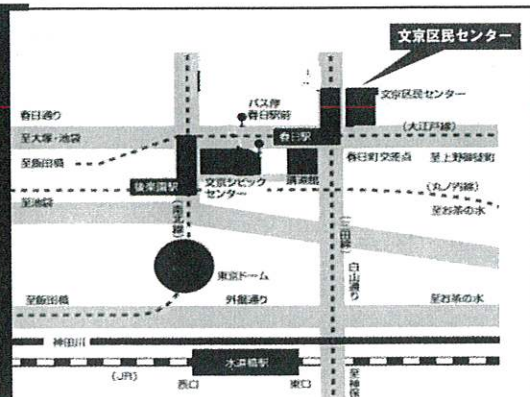 文京区民センター
文京区民センター
バス停
春日駅前
春日通り
春日駅
(大江戸線)
至大塚・池袋
至飯田橋
春日町交差点
至上野御徒町
後楽園駅
文京シビック
センター
講道館
(丸ノ内線)
至池袋
(南北線)
(三田線)
至お茶の水
白山通り
東京ドーム
至飯田橋
外堀通り
至お茶の水
神田川
水道橋駅
(JR)
西口
東口
至神保